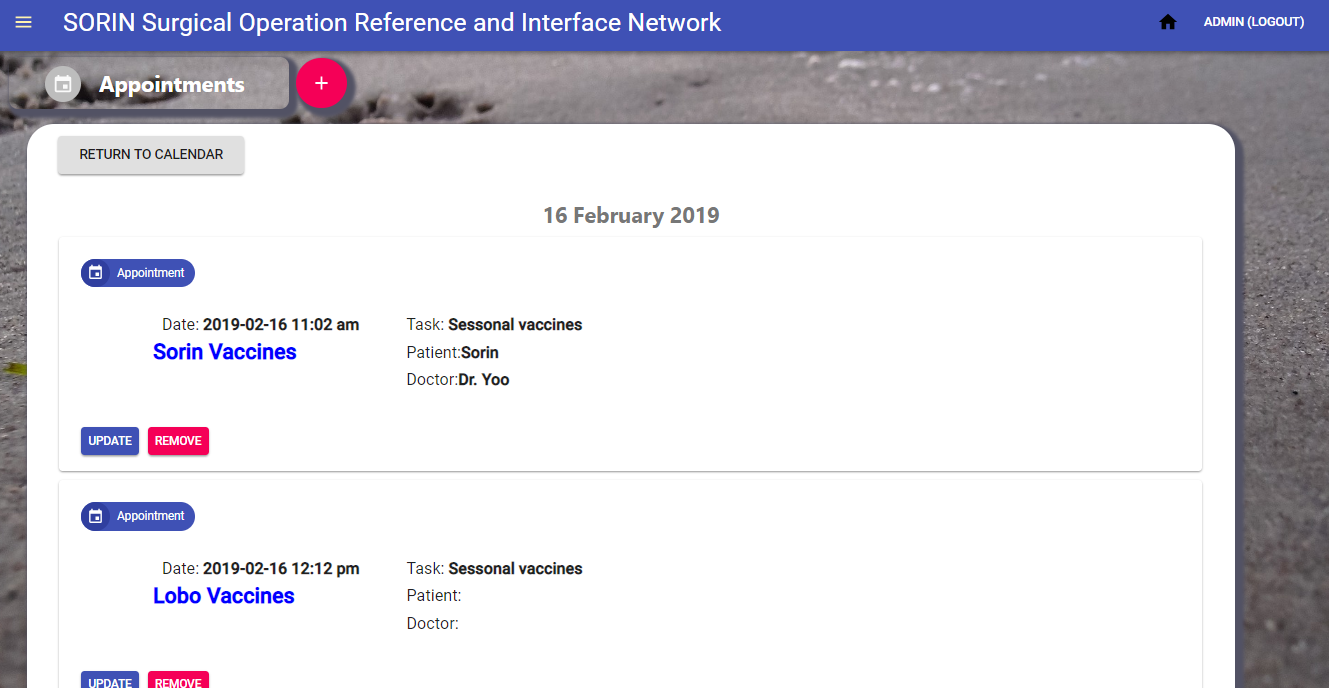 SORIN Surgical Operation Reference and Interface Network
ADMIN (LOGOUT)
Appointments
+
RETURN TO CALENDAR
16 February 2019
Appointment
Date: 2019-02-16 11:02 am
Sorin Vaccines
Task: Sessonal vaccines
Patient:Sorin
Doctor:Dr. Yoo
UPDATE REMOVE
Appointment
Date: 2019-02-16 12:12 pm
Lobo Vaccines
Task: Sessonal vaccines
Patient:
Doctor:
UPDATE REMOVE